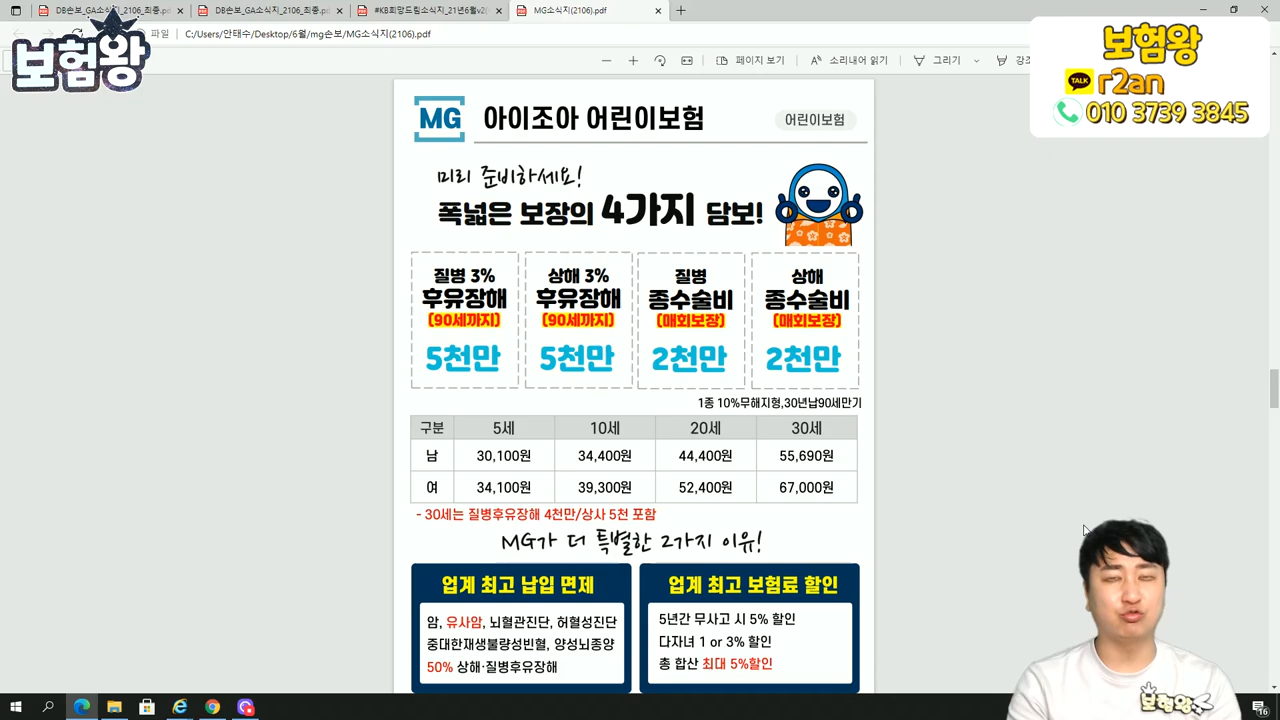 DB손보_GA소식지_2106_최종.pdf
DB손보_GA소식지_2106_최종.pdf
#KB희망드림소식지_21년6월v2(
MG소식지(2106).pdf
파일
C:/Users/안태수/Desktop/6월/mg손보/MG소식지(2106).pdf
보험왕
페이지 보기
소리내어 읽기
그리기
강조
보험왕
TALK
r2an
010 3739 3845
MG
아이조아 어린이보험
어린이보험
미리 준비하세요!
폭넓은 보장의 4가지 담보!
질병 3%
후유장해
(90세까지)
5천만
상해 3%
후유장해
(90세까지)
5천만
질병
종수술비
(매회보장)
2천만
상해
종수술비
(매회보장)
2천만
1종 10%무해지형,30년납90세만기
구분 5세 10세 20세 30세
남 30,100원 34,400원 44,400원 55,690원
여 34,100원 39,300원 52,400원 67,000원
- 30세는 질병후유장해 4천만/상사 5천 포함
MG가 더 특별한 2가지 이유!
업계 최고 납입 면제
암, 유사암, 뇌혈관진단, 허혈성진단
중대한재생불량성빈혈, 양성뇌종양
50% 상해·질병후유장해
업계 최고 보험료 할인
5년간 무사고 시 5% 할인
다자녀 1 or 3% 할인
총 합산 최대 5%할인
보험왕
16